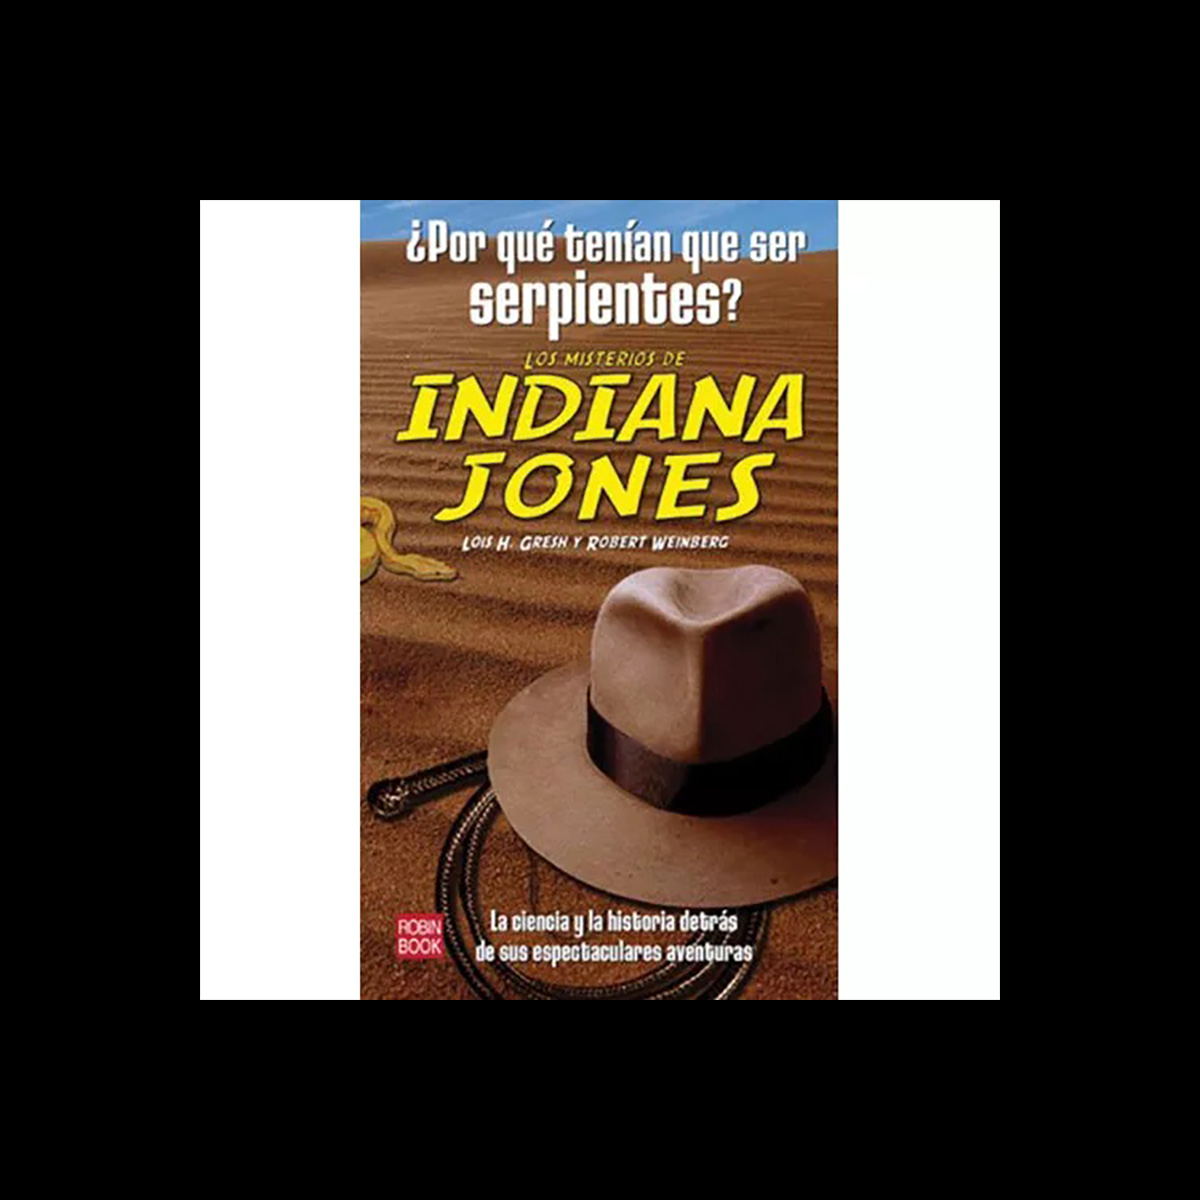 ¿Por qué tenían que ser
serpientes?
Los misterios de
INDIANA
JONES
Lois H. Gresh y Robert Weinberg
La ciencia y la historia detrás
de sus espectaculares aventuras
ROBIN
BOOK